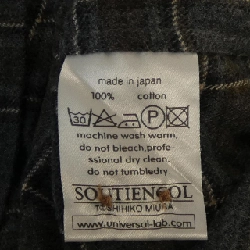 made in japan
100% cotton
30 P
machine wash warm,
do not bleach,profe
ssional dry clean,
do not tumbledry
SOUTIENCOL
TOSHIHIKO MIURA
www.universal-lab.com